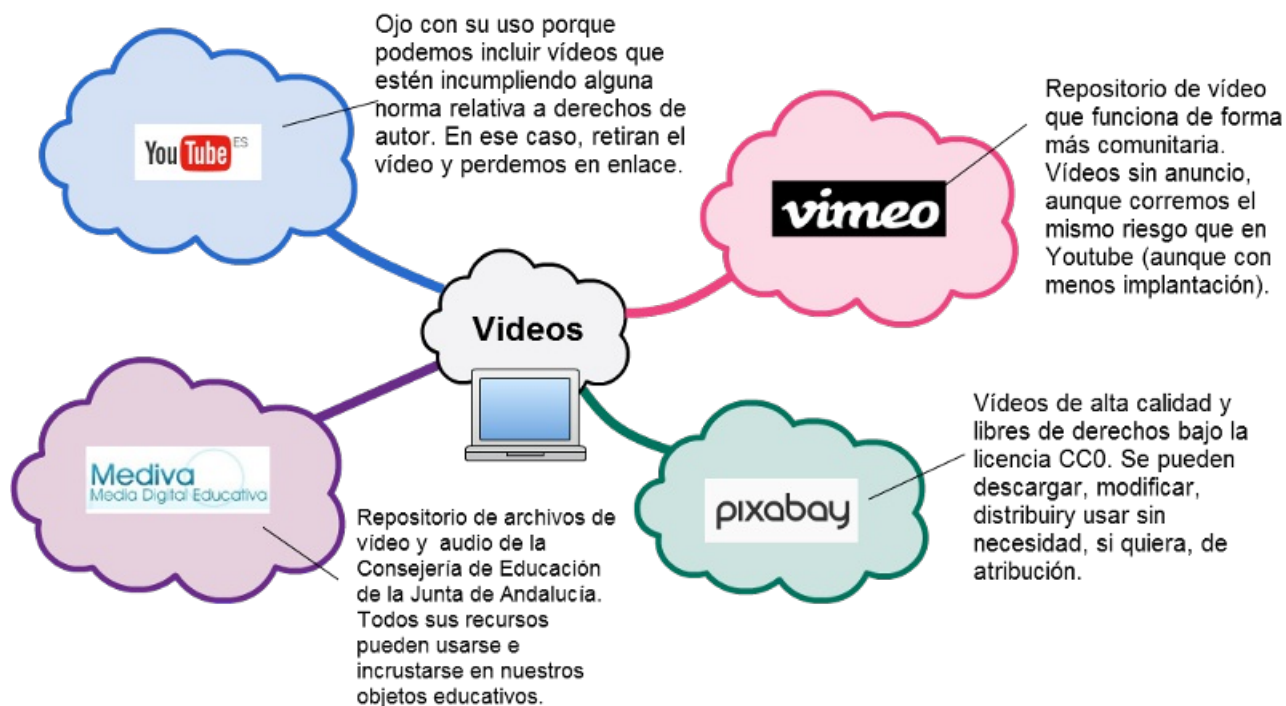 Ojo con su uso porque
podemos incluir vídeos que
estén incumpliendo alguna
norma relativa a derechos de
autor. En ese caso, retiran el
vídeo y perdemos en enlace.
YouTube ES
Repositorio de vídeo
que funciona de forma
más comunitaria.
Vídeos sin anuncio,
aunque corremos el
mismo riesgo que en
Youtube (aunque con
menos implantación).
vimeo
Videos
Mediva
Media Digital Educativa
Repositorio de archivos de
vídeo y audio de la
Consejería de Educación
de la Junta de Andalucía.
Todos sus recursos
pueden usarse e
incrustarse en nuestros
objetos educativos.
pixabay
Vídeos de alta calidad y
libres de derechos bajo la
licencia CC0. Se pueden
descargar, modificar,
distribuiry usar sin
necesidad, si quiera, de
atribución.